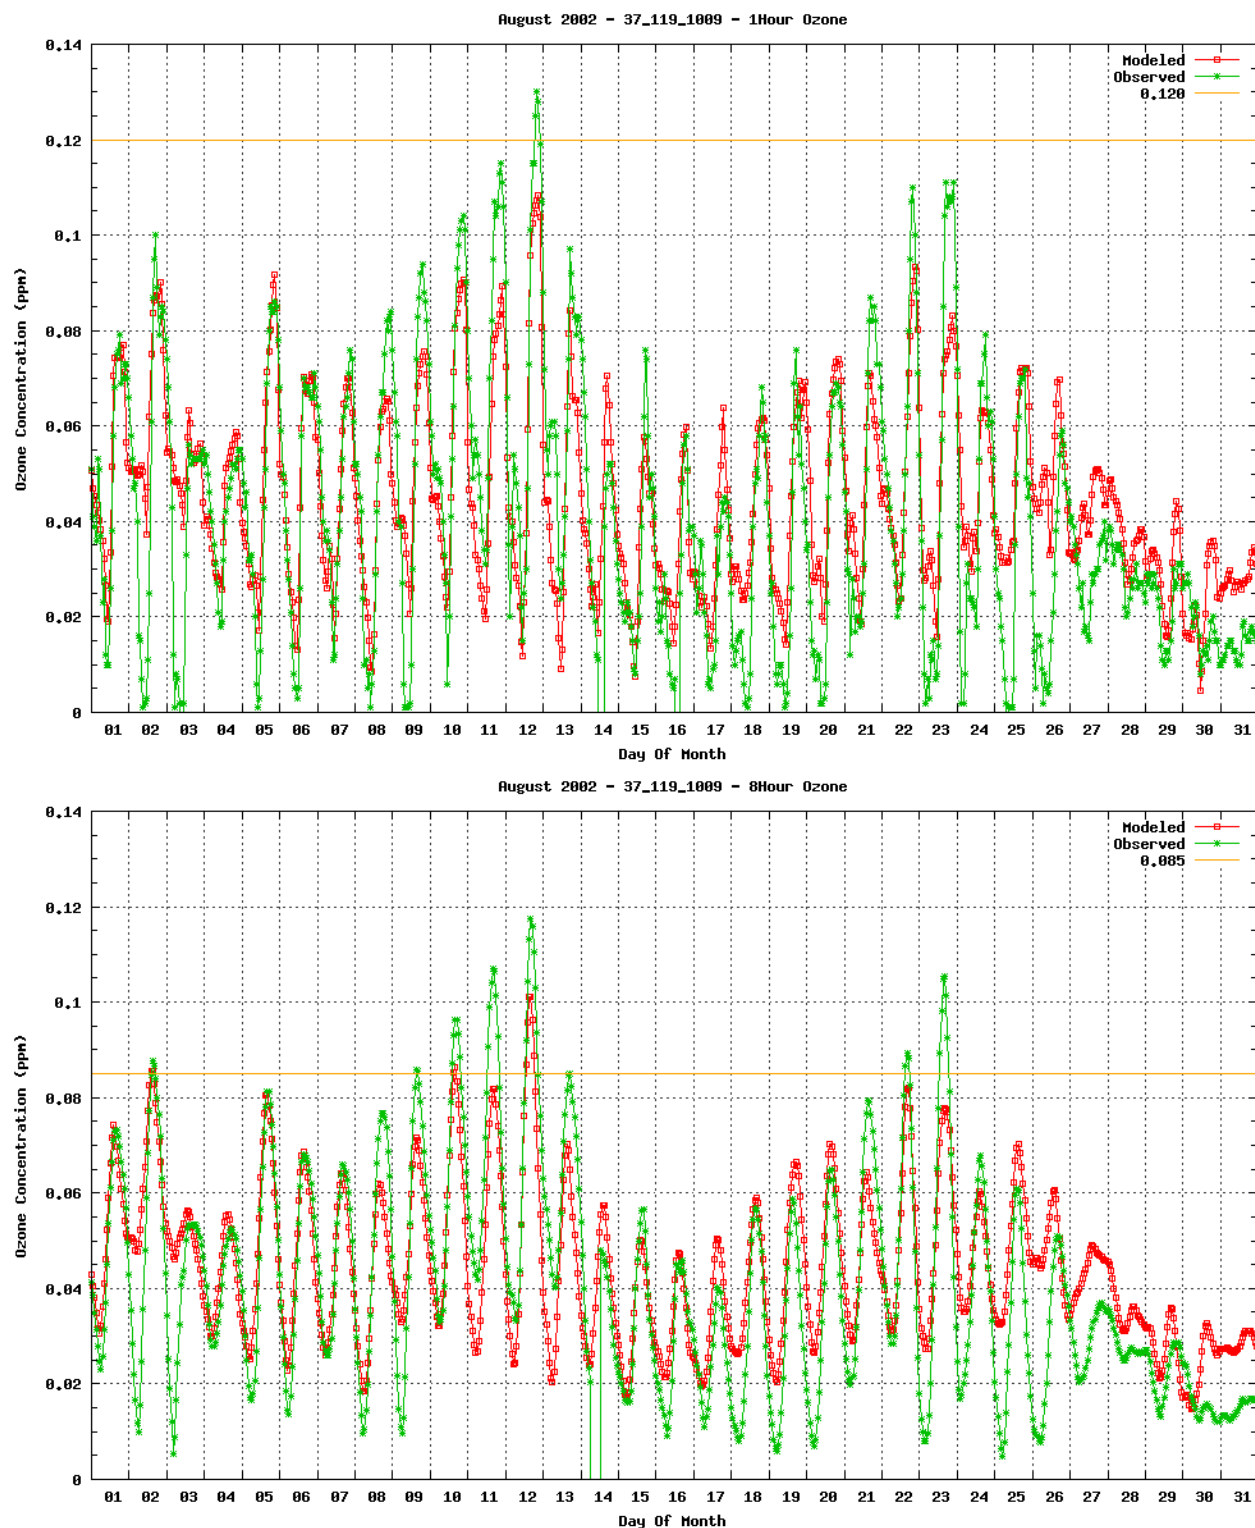 August 2002 - 37_119_1009 - 1Hour Ozone
0.14
0.12
0.1
0.08
0.06
0.04
0.02
0
Ozone Concentration (ppm)
Modeled
Observed
0.120
01 02 03 04 05 06 07 08 09 10 11 12 13 14 15 16 17 18 19 20 21 22 23 24 25 26 27 28 29 30 31
Day Of Month
August 2002 - 37_119_1009 - 8Hour Ozone
0.14
0.12
0.1
0.08
0.06
0.04
0.02
0
Ozone Concentration (ppm)
Modeled
Observed
0.085
01 02 03 04 05 06 07 08 09 10 11 12 13 14 15 16 17 18 19 20 21 22 23 24 25 26 27 28 29 30 31
Day Of Month